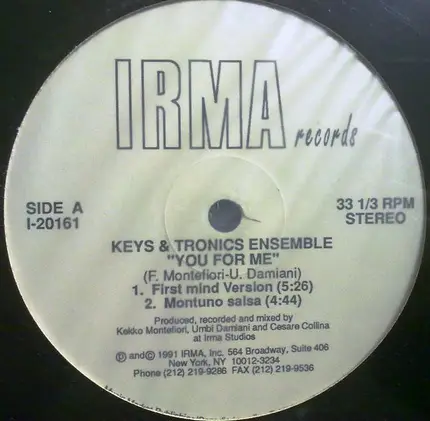 IRMA records
SIDE A
I-20161
33 1/3 RPM
STEREO
KEYS & TRONICS ENSEMBLE
"YOU FOR ME"
(F. Montefiori-U. Damiani)
1. First mind Version (5:26)
2. Montuno salsa (4:44)
Produced, recorded and mixed by
Kekko Montefiori, Umbi Damiani and Cesare Collina
at Irma Studios
℗ and© 1991 IRMA, Inc. 564 Broadway, Suite 406
New York, NY 10012-3234
Phone (212) 219-9286 FAX (212) 219-9536